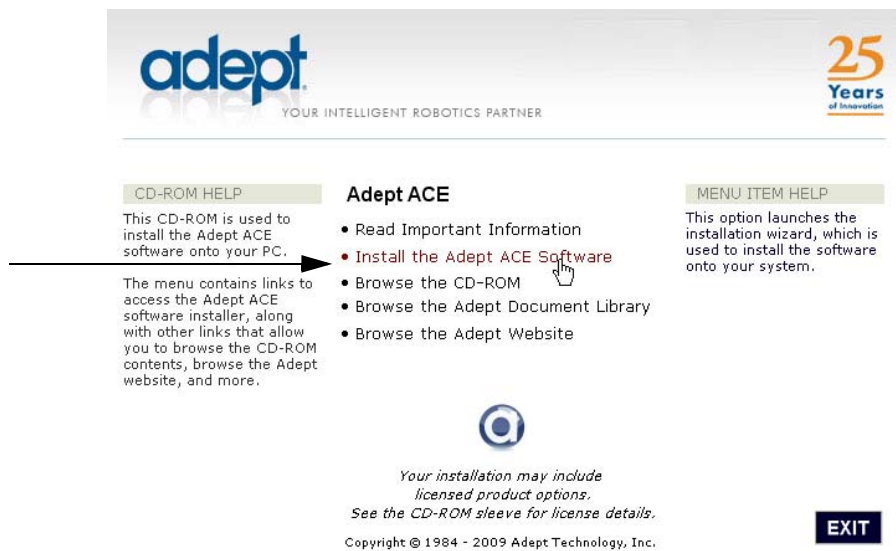 adept
YOUR INTELLIGENT ROBOTICS PARTNER
25
Years
of Innovation
CD-ROM HELP
This CD-ROM is used to
install the Adept ACE
software onto your PC.
The menu contains links to
access the Adept ACE
software installer, along
with other links that allow
you to browse the CD-ROM
contents, browse the Adept
website, and more.
Adept ACE
• Read Important Information
• Install the Adept ACE Software
• Browse the CD-ROM
• Browse the Adept Document Library
• Browse the Adept Website
MENU ITEM HELP
This option launches the
installation wizard, which is
used to install the software
onto your system.
a
Your installation may include
licensed product options.
See the CD-ROM sleeve for license details.
Copyright © 1984 - 2009 Adept Technology, Inc.
EXIT